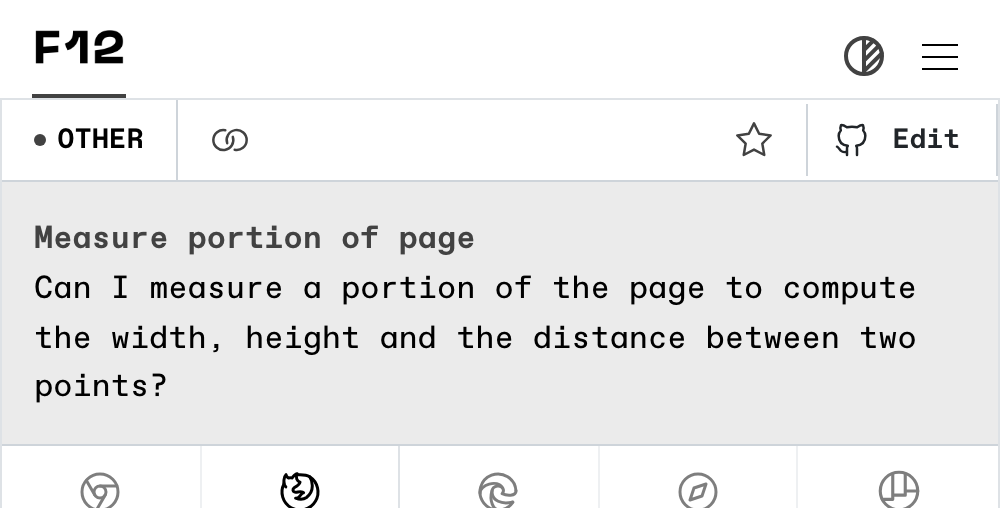 F12
OTHER
Edit
Measure portion of page
Can I measure a portion of the page to compute
the width, height and the distance between two
points?